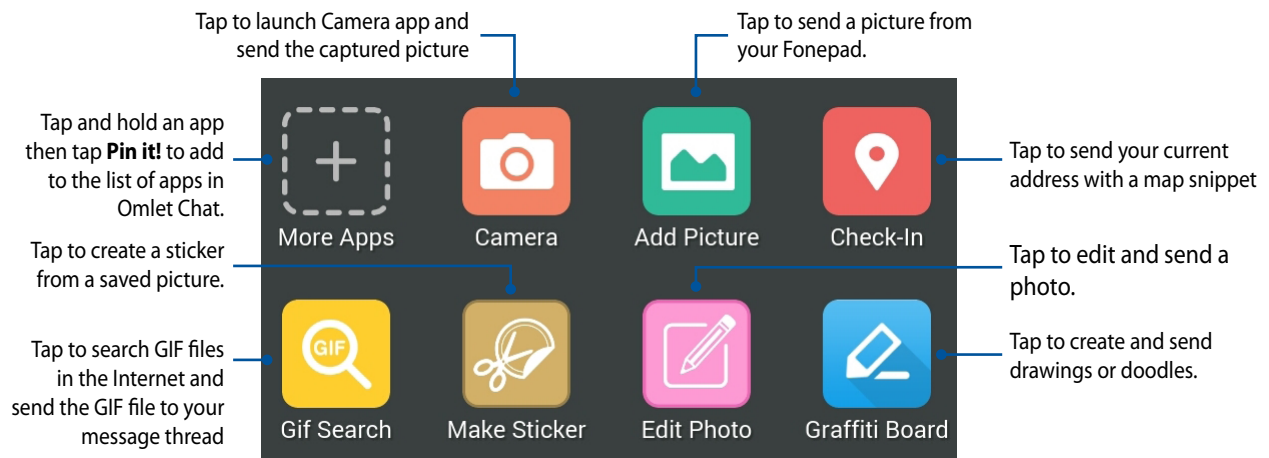 Tap to launch Camera app and
send the captured picture
Tap to send a picture from
your Fonepad.
Tap and hold an app
then tap Pin it! to add
to the list of apps in
Omlet Chat.
Tap to send your current
address with a map snippet
More Apps
Camera
Add Picture
Check-In
Tap to create a sticker
from a saved picture.
Tap to edit and send a
photo.
Tap to search GIF files
in the Internet and
send the GIF file to your
message thread
GIF
Tap to create and send
drawings or doodles.
Gif Search
Make Sticker
Edit Photo
Graffiti Board